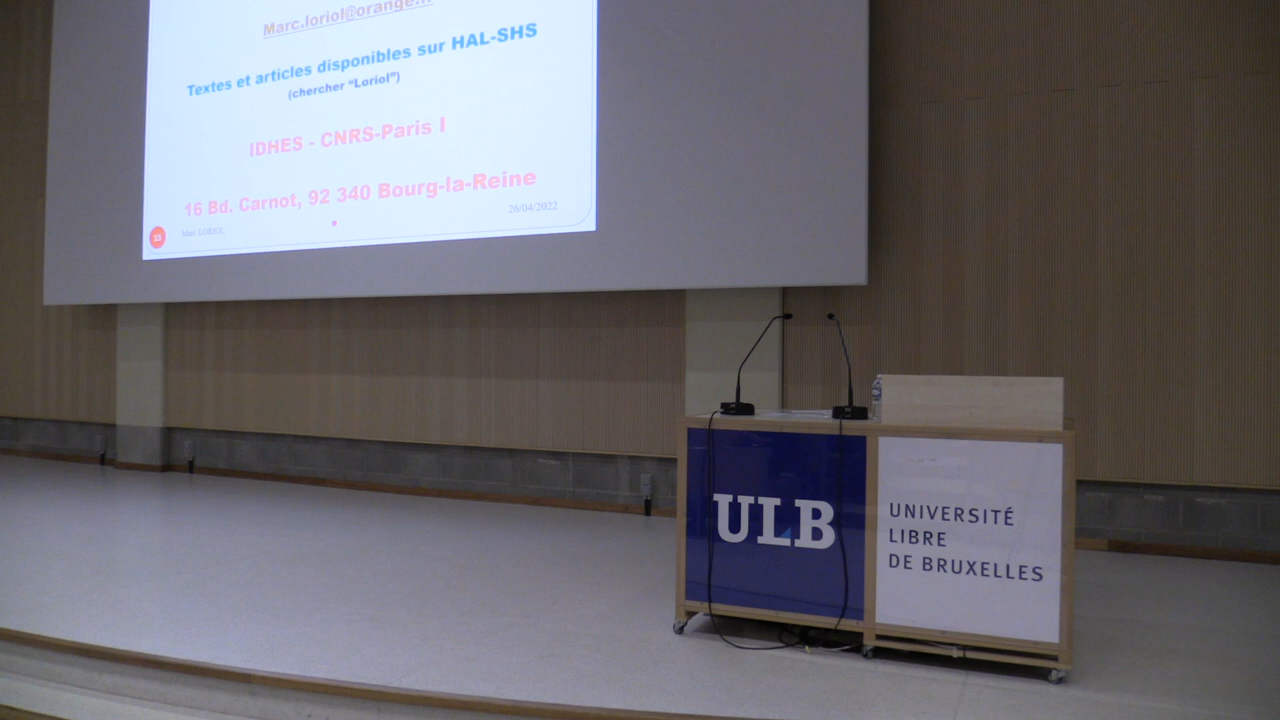 Marc.loriol@orange.
Textes et articles disponibles sur HAL-SHS
(chercher “Loriol”)
IDHES - CNRS-Paris I
16 Bd. Carnot, 92 340 Bourg-la-Reine
15
Marc LORIOL
26/04/2022
ULB
UNIVERSITÉ
LIBRE
DE BRUXELLES